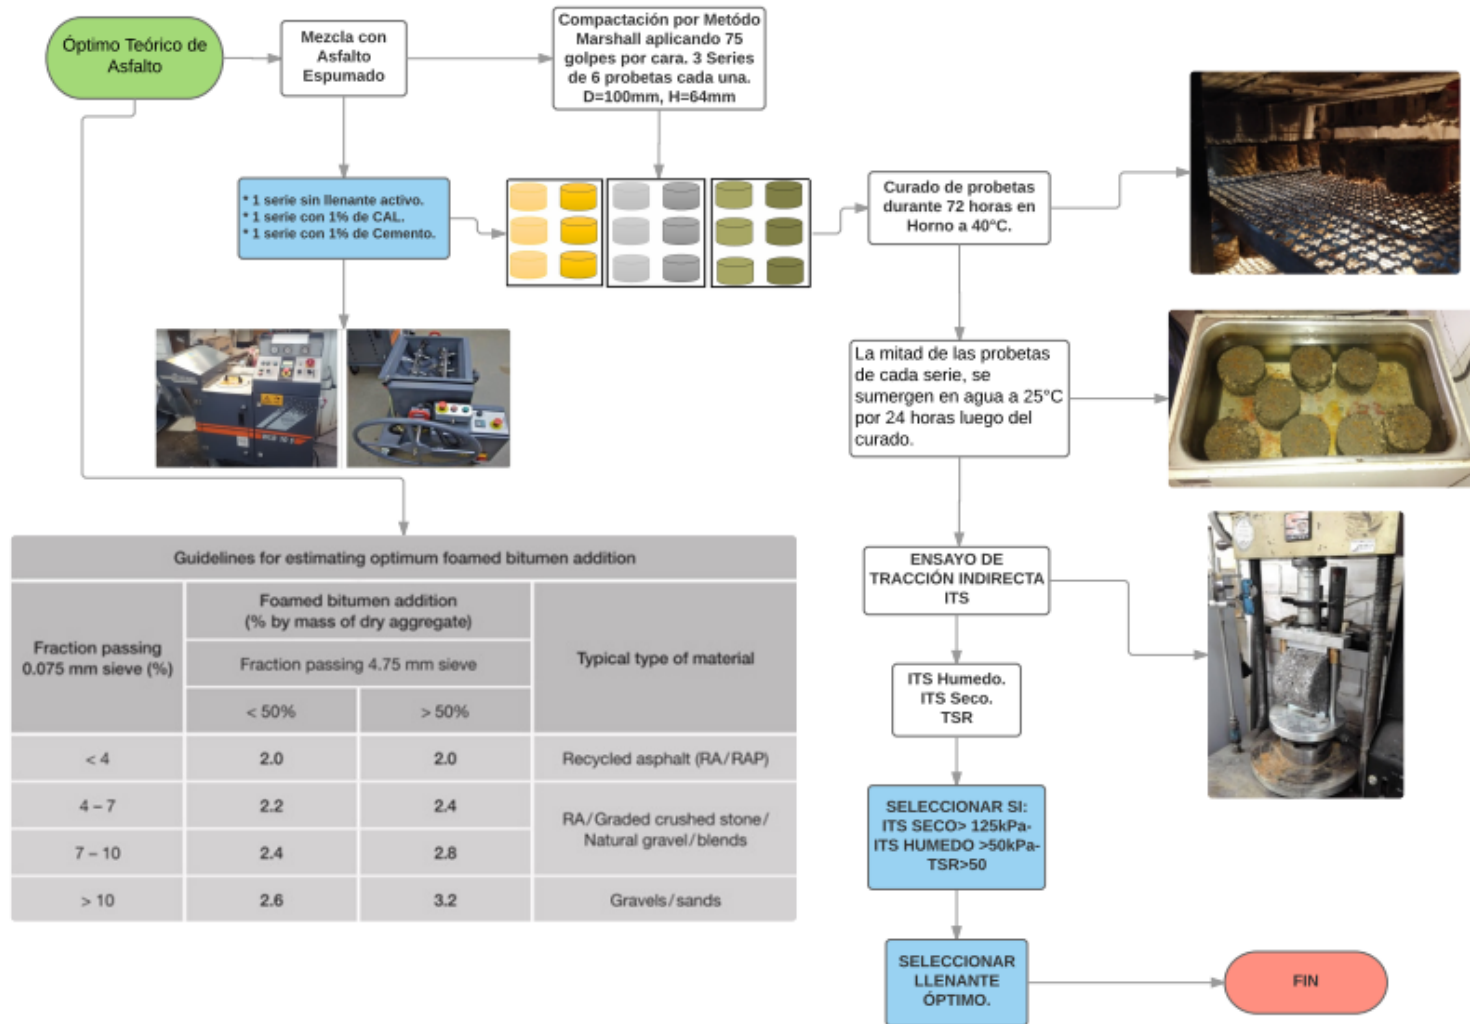 Óptimo Teórico de
Asfalto
Mezcla con
Asfalto
Espumado
Compactación por Metódo
Marshall aplicando 75
golpes por cara. 3 Series
de 6 probetas cada una.
D=100mm, H=64mm
* 1 serie sin llenante activo.
* 1 serie con 1% de CAL.
* 1 serie con 1% de Cemento.
Curado de probetas
durante 72 horas en
Horno a 40°C.
La mitad de las probetas
de cada serie, se
sumergen en agua a 25°C
por 24 horas luego del
curado.
ENSAYO DE
TRACCIÓN INDIRECTA
ITS
ITS Humedo.
ITS Seco.
TSR
SELECCIONAR SI:
ITS SECO> 125kPa-
ITS HUMEDO >50kPa-
TSR>50
SELECCIONAR
LLENANTE
ÓPTIMO.
FIN
Guidelines for estimating optimum foamed bitumen addition
Fraction passing
0.075 mm sieve (%)
Foamed bitumen addition
(% by mass of dry aggregate)
Fraction passing 4.75 mm sieve
< 50%
> 50%
Typical type of material
< 4
2.0
2.0
Recycled asphalt (RA/RAP)
4 – 7
2.2
2.4
RA/Graded crushed stone/
Natural gravel/blends
7 – 10
2.4
2.8
> 10
2.6
3.2
Gravels/sands